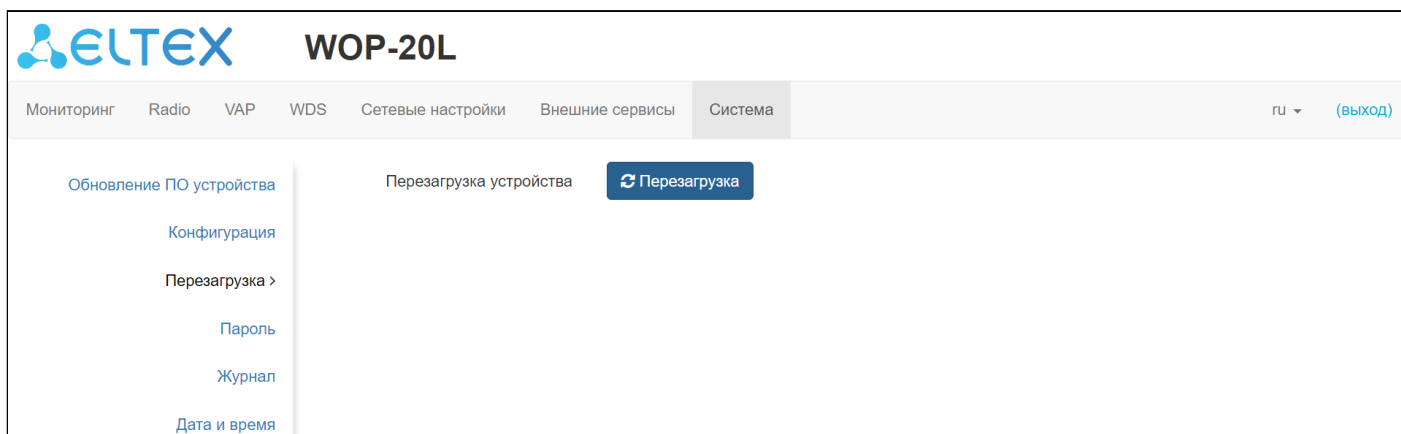 ELTEX WOP-20L
Мониторинг Radio VAP WDS Сетевые настройки Внешние сервисы Система ru (выход)
Обновление ПО устройства
Конфигурация
Перезагрузка >
Пароль
Журнал
Дата и время
Перезагрузка устройства Перезагрузка